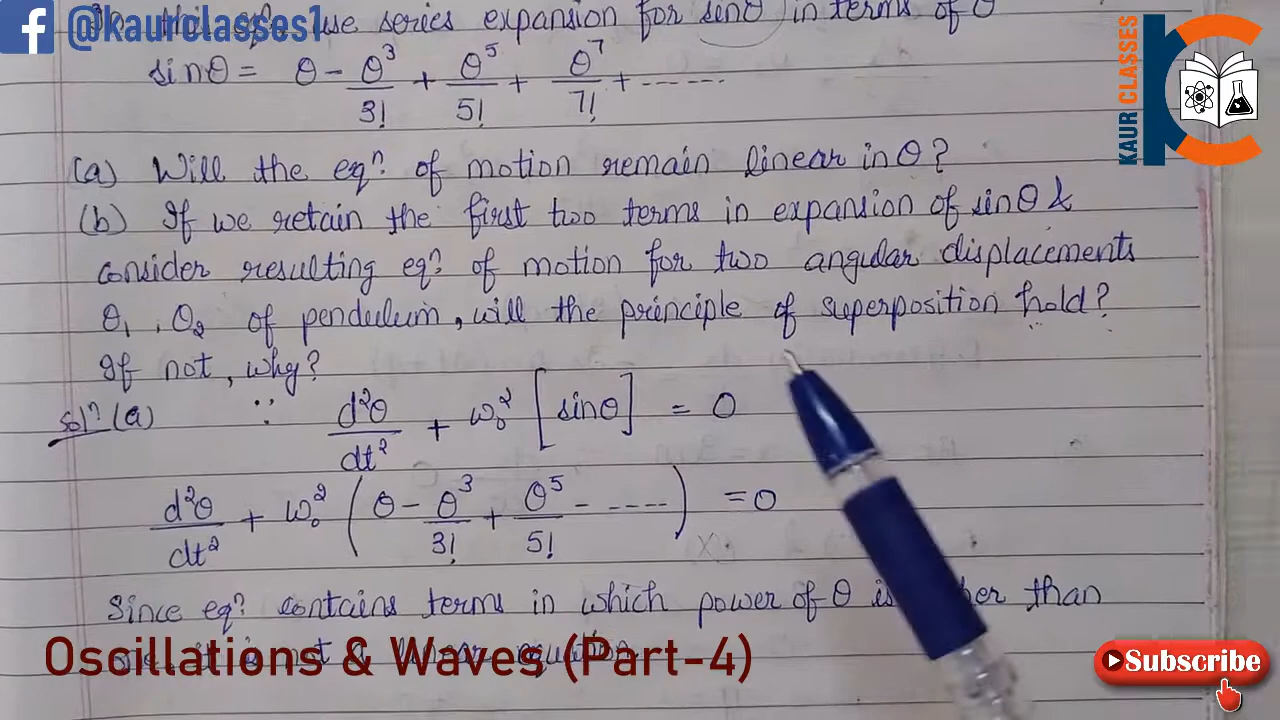 @kaurclasses1
use series expansion for sinθ in terms of θ
sinθ = θ - θ³/3! + θ⁵/5! + θ⁷/7! + ------
KAUR CLASSES
(a) Will the eqⁿ of motion remain linear in θ?
(b) If we retain the first two terms in expansion of sinθ &
consider resulting eqⁿ of motion for two angular displacements
θ₁, θ₂ of pendulum, will the principle of superposition hold?
If not, why?
Solⁿ (a) ∵ d²θ/dt² + ω₀² [sinθ] = 0
d²θ/dt² + ω₀² (θ - θ³/3! + θ⁵/5! - ----) = 0
Since eqⁿ contains terms in which power of θ is than
Oscillations & Waves (Part-4)
Subscribe